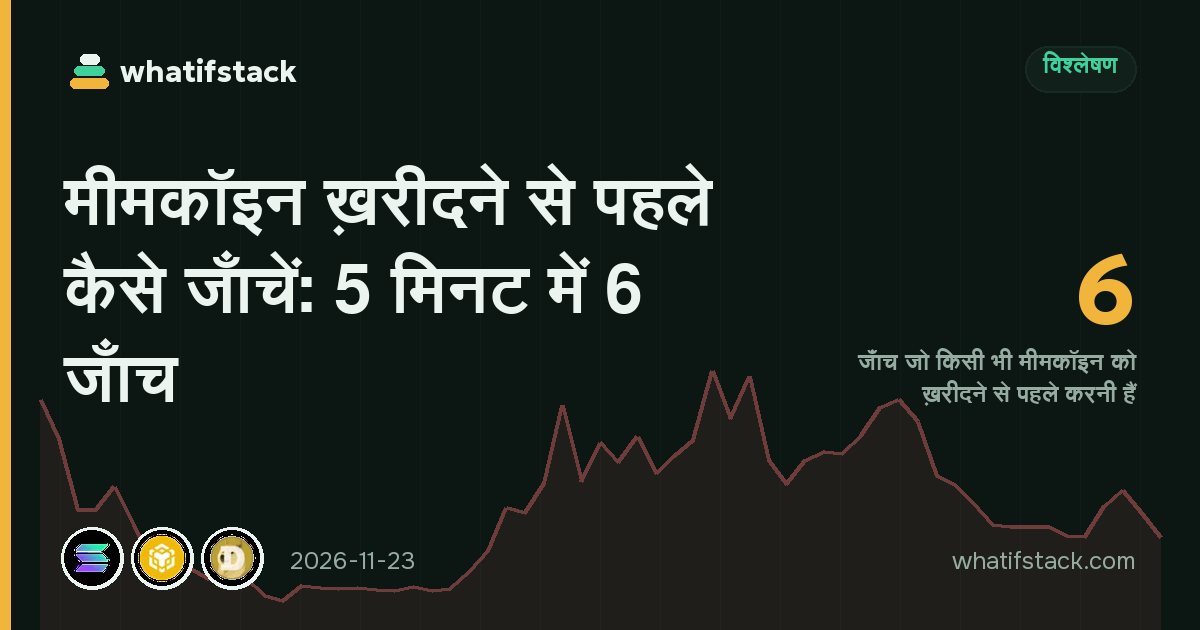 whatifstack
विश्लेषण
मीमकॉइन ख़रीदने से पहले
कैसे जाँचें: 5 मिनट में 6
जाँच
6
जाँच जो किसी भी मीमकॉइन को
ख़रीदने से पहले करनी हैं
2026-11-23
whatifstack.com